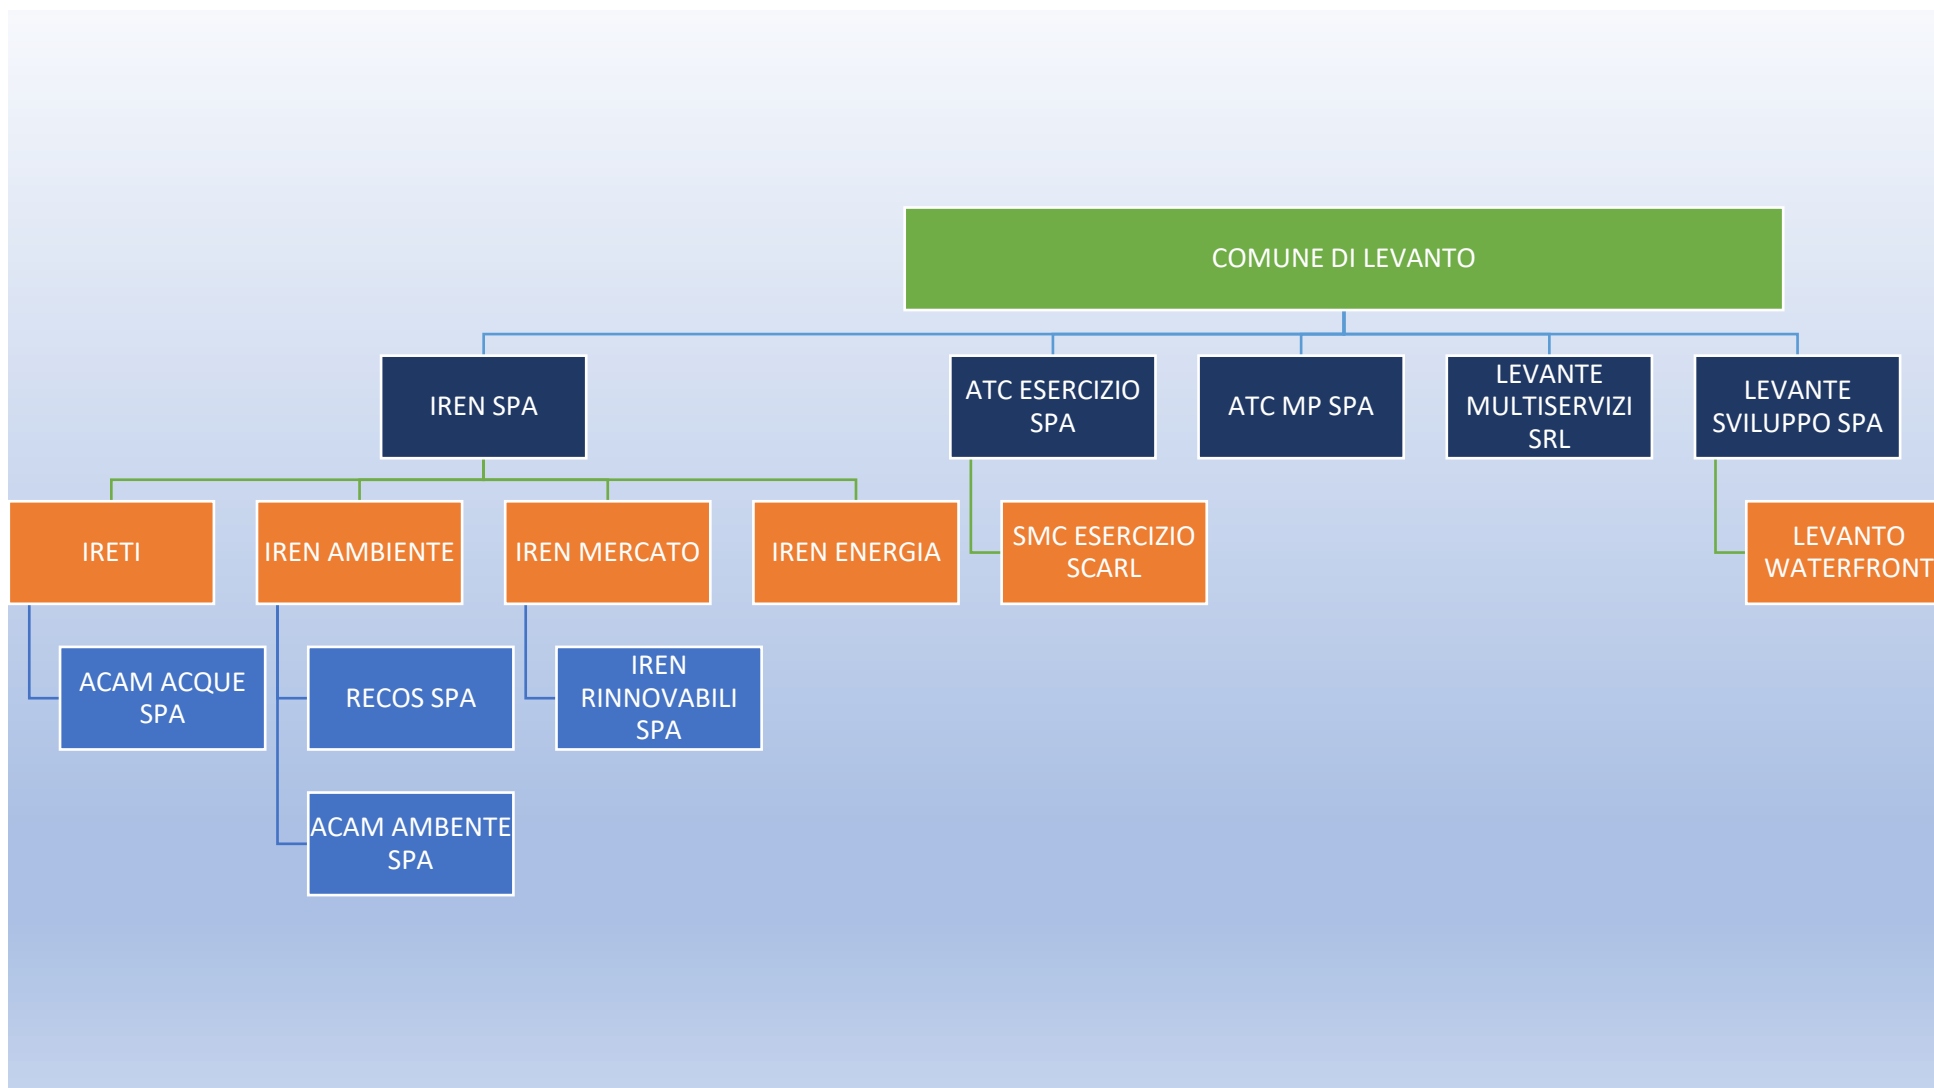 COMUNE DI LEVANTO
IREN SPA
ATC ESERCIZIO
SPA
ATC MP SPA
LEVANTE
MULTISERVIZI
SRL
LEVANTE
SVILUPPO SPA
IRETI
IREN AMBIENTE
IREN MERCATO
IREN ENERGIA
SMC ESERCIZIO
SCARL
LEVANTO
WATERFRONT
ACAM ACQUE
SPA
RECOS SPA
IREN
RINNOVABILI
SPA
ACAM AMBENTE
SPA